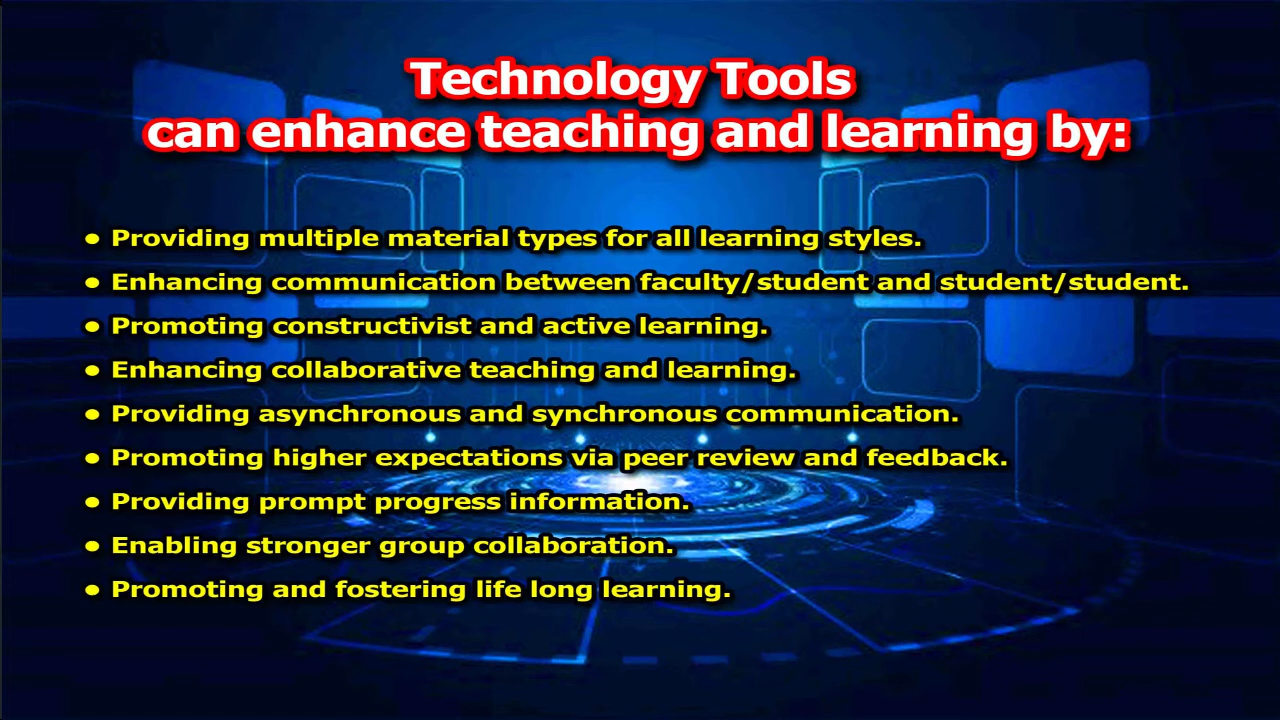 Technology Tools
can enhance teaching and learning by:
● Providing multiple material types for all learning styles.
● Enhancing communication between faculty/student and student/student.
● Promoting constructivist and active learning.
● Enhancing collaborative teaching and learning.
● Providing asynchronous and synchronous communication.
● Promoting higher expectations via peer review and feedback.
● Providing prompt progress information.
● Enabling stronger group collaboration.
● Promoting and fostering life long learning.